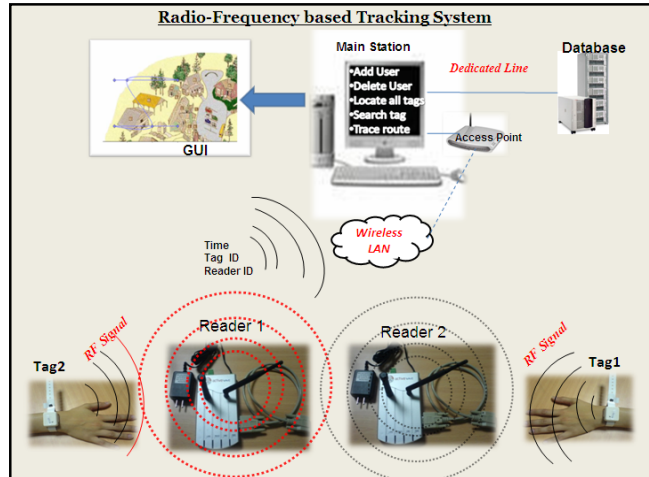 Radio-Frequency based Tracking System
Main Station
Database
•Add User
•Delete User
•Locate all tags
•Search tag
•Trace route
Dedicated Line
Access Point
GUI
Wireless
LAN
Time
Tag ID
Reader ID
Reader 1
Reader 2
RF Signal
RF Signal
Tag2
Tag1